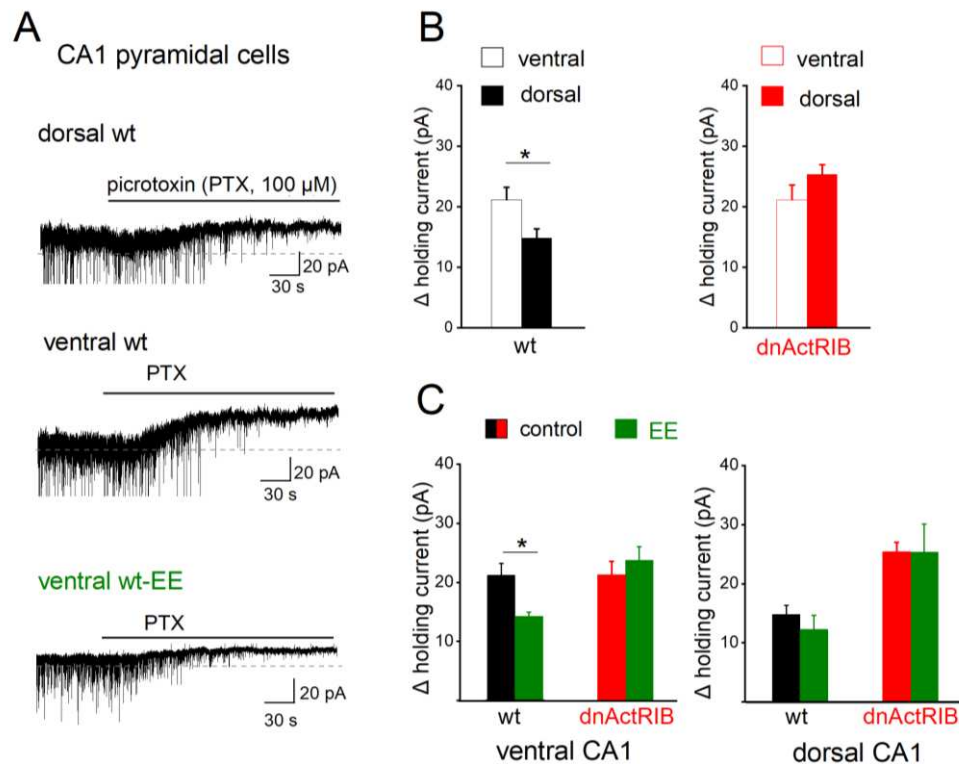 A
CA1 pyramidal cells
dorsal wt
picrotoxin (PTX, 100 µM)
20 pA
30 s
ventral wt
PTX
20 pA
30 s
ventral wt-EE
PTX
20 pA
30 s
B
ventral
dorsal
Δ holding current (pA)
40
30
20
10
0
*
wt
ventral
dorsal
Δ holding current (pA)
40
30
20
10
0
dnActRIB
C
control
EE
Δ holding current (pA)
40
30
20
10
*
wt
dnActRIB
ventral CA1
Δ holding current (pA)
40
30
20
10
wt
dnActRIB
dorsal CA1